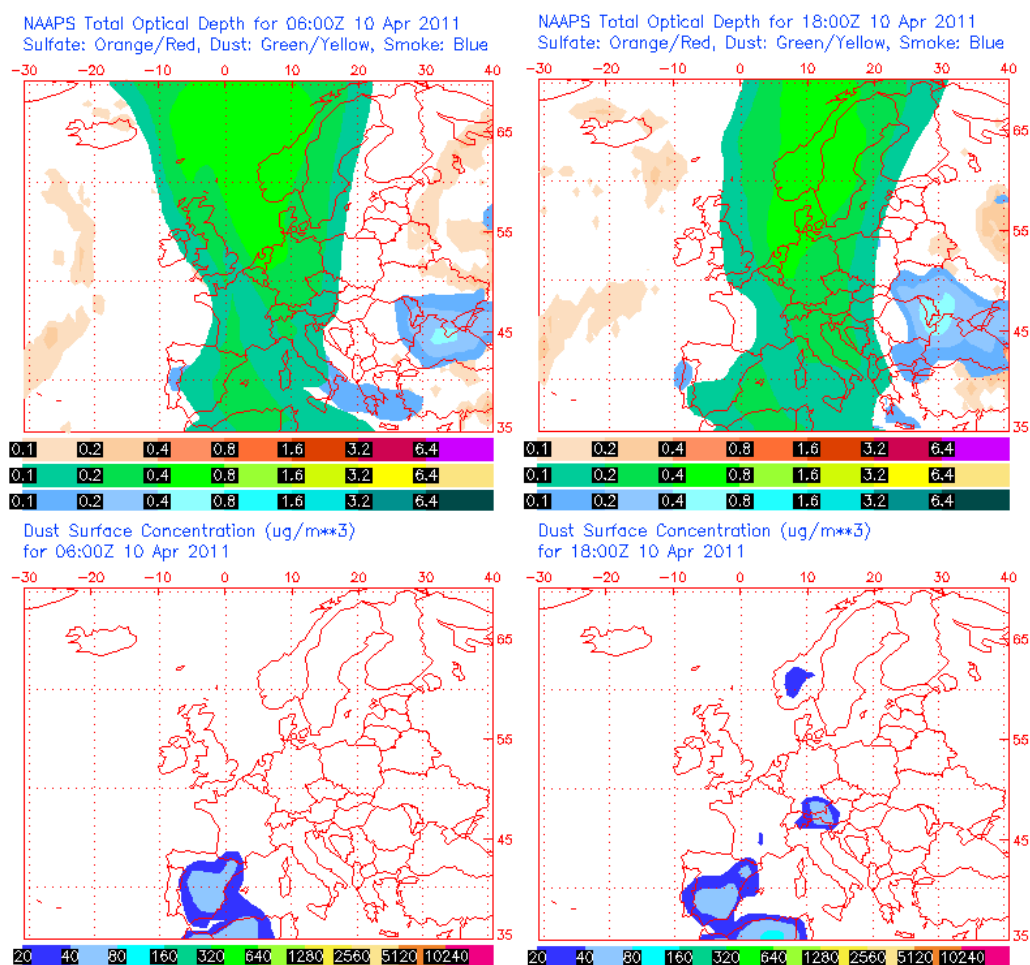 NAAPS Total Optical Depth for 06:00Z 10 Apr 2011
Sulfate: Orange/Red, Dust: Green/Yellow, Smoke: Blue
-30 -20 -10 0 10 20 30 40
65
55
45
35
0.1 0.2 0.4 0.8 1.6 3.2 6.4
0.1 0.2 0.4 0.8 1.6 3.2 6.4
0.1 0.2 0.4 0.8 1.6 3.2 6.4
NAAPS Total Optical Depth for 18:00Z 10 Apr 2011
Sulfate: Orange/Red, Dust: Green/Yellow, Smoke: Blue
-30 -20 -10 0 10 20 30 40
65
55
45
35
0.1 0.2 0.4 0.8 1.6 3.2 6.4
0.1 0.2 0.4 0.8 1.6 3.2 6.4
0.1 0.2 0.4 0.8 1.6 3.2 6.4
Dust Surface Concentration (ug/m**3)
for 06:00Z 10 Apr 2011
-30 -20 -10 0 10 20 30 40
65
55
45
35
20 40 80 160 320 640 1280 2560 5120 10240
Dust Surface Concentration (ug/m**3)
for 18:00Z 10 Apr 2011
-30 -20 -10 0 10 20 30 40
65
55
45
35
20 40 80 160 320 640 1280 2560 5120 10240